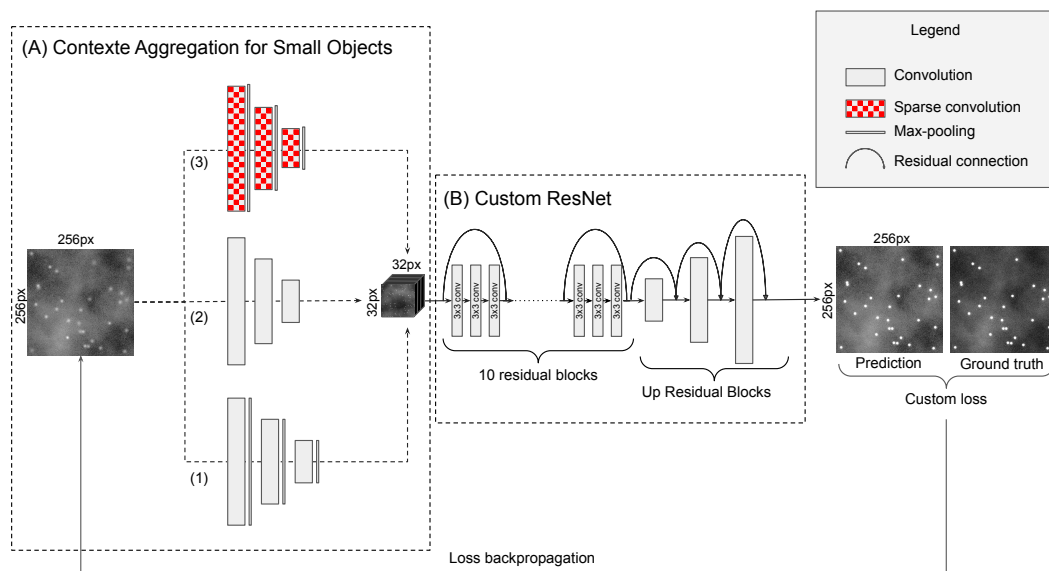 (A) Contexte Aggregation for Small Objects
(3)
(2)
(1)
256px
256px
32px
32px
(B) Custom ResNet
3x3 conv
3x3 conv
3x3 conv
3x3 conv
3x3 conv
3x3 conv
10 residual blocks
Up Residual Blocks
Legend
Convolution
Sparse convolution
Max-pooling
Residual connection
256px
256px
Prediction
Ground truth
Custom loss
Loss backpropagation